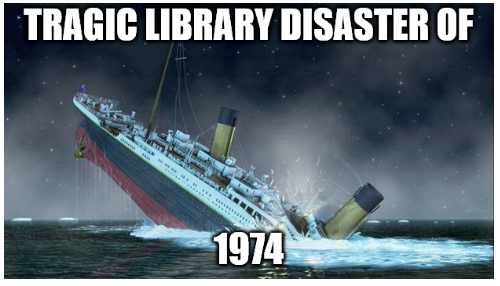 TRAGIC LIBRARY DISASTER OF
1974